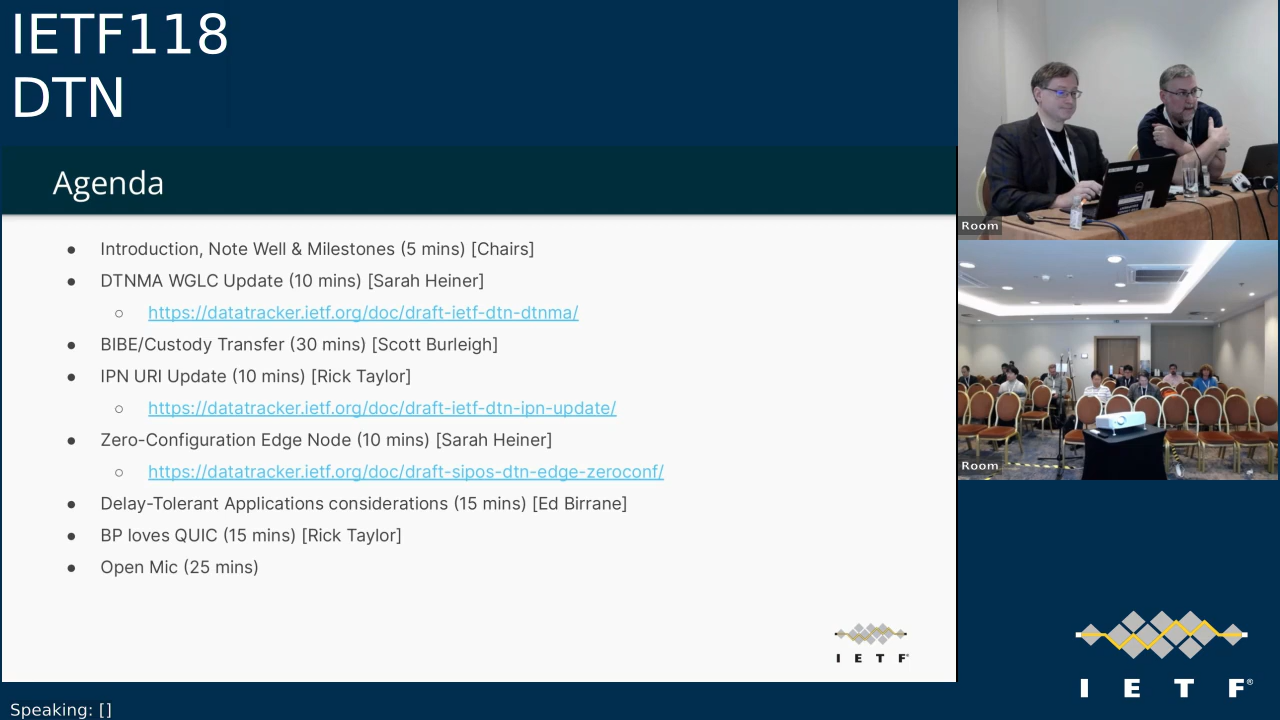 IETF118
DTN
Agenda
● Introduction, Note Well & Milestones (5 mins) [Chairs]
● DTNMA WGLC Update (10 mins) [Sarah Heiner]
○ https://datatracker.ietf.org/doc/draft-ietf-dtn-dtnma/
● BIBE/Custody Transfer (30 mins) [Scott Burleigh]
● IPN URI Update (10 mins) [Rick Taylor]
○ https://datatracker.ietf.org/doc/draft-ietf-dtn-ipn-update/
● Zero-Configuration Edge Node (10 mins) [Sarah Heiner]
○ https://datatracker.ietf.org/doc/draft-sipos-dtn-edge-zeroconf/
● Delay-Tolerant Applications considerations (15 mins) [Ed Birrane]
● BP loves QUIC (15 mins) [Rick Taylor]
● Open Mic (25 mins)
I E T F®
Room
Room
I E T F®
Speaking: []